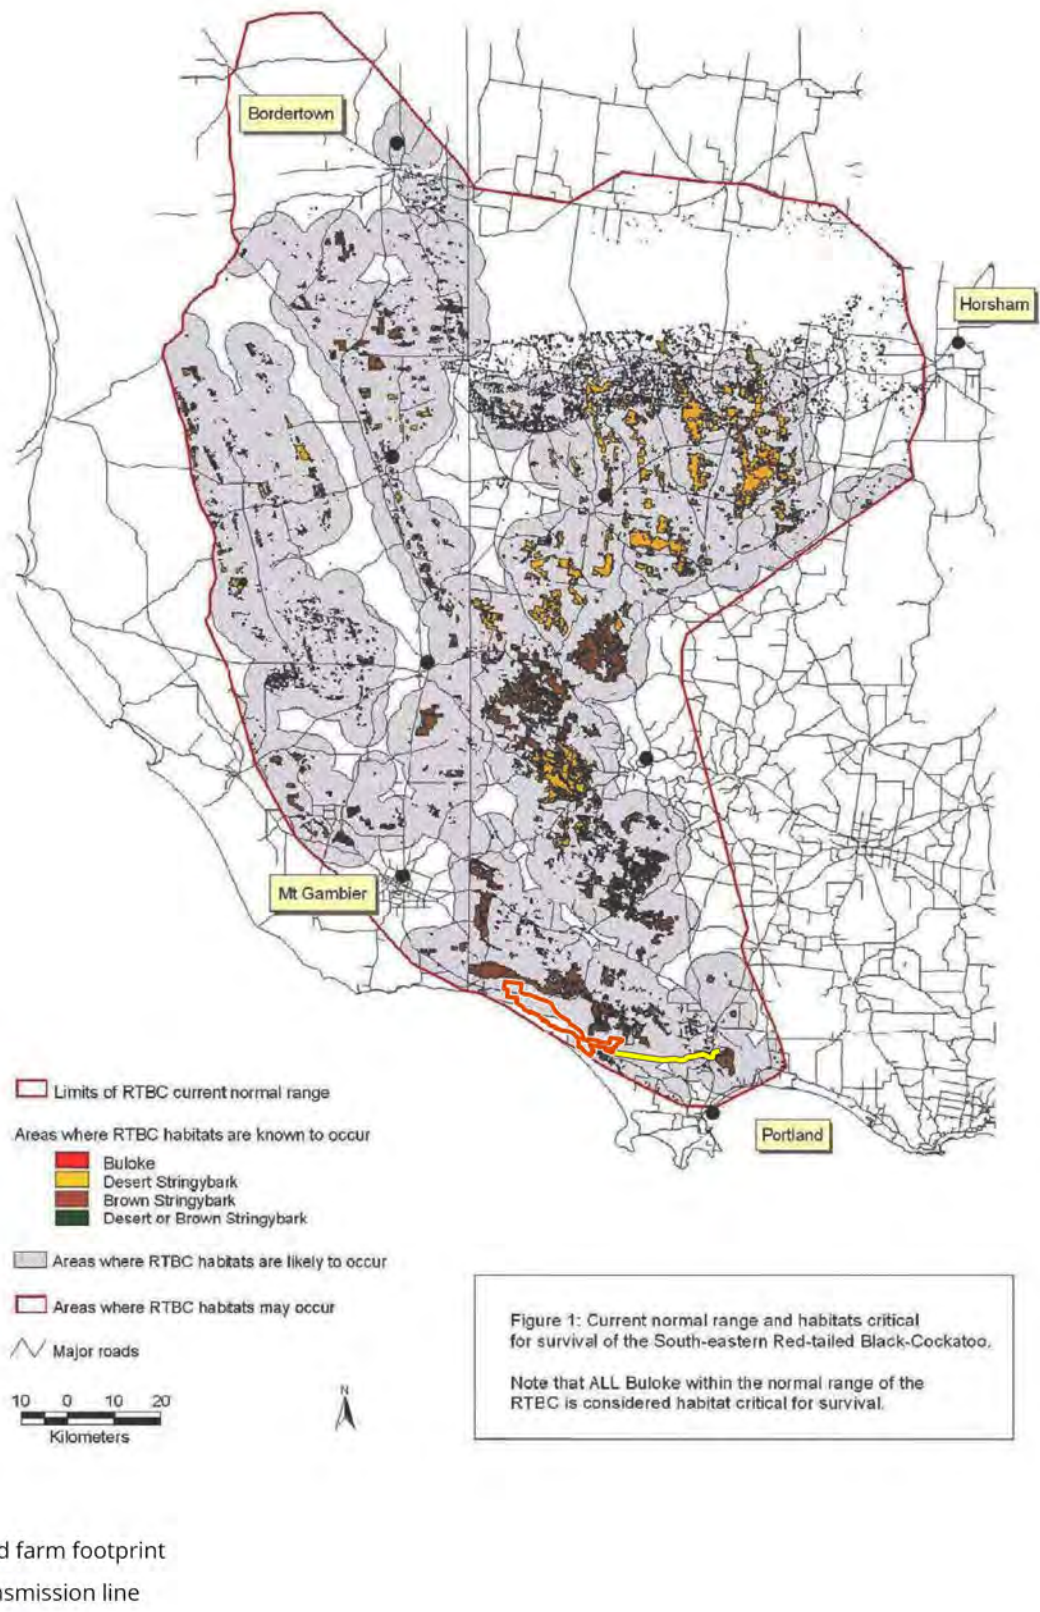 Bordertown
Horsham
Mt Gambier
Portland
Limits of RTBC current normal range
Areas where RTBC habitats are known to occur
Buloke
Desert Stringybark
Brown Stringybark
Desert or Brown Stringybark
Areas where RTBC habitats are likely to occur
Areas where RTBC habitats may occur
Major roads
10 0 10 20
Kilometers
N
Figure 1: Current normal range and habitats critical
for survival of the South-eastern Red-tailed Black-Cockatoo.
Note that ALL Buloke within the normal range of the
RTBC is considered habitat critical for survival.
d farm footprint
nsmission line